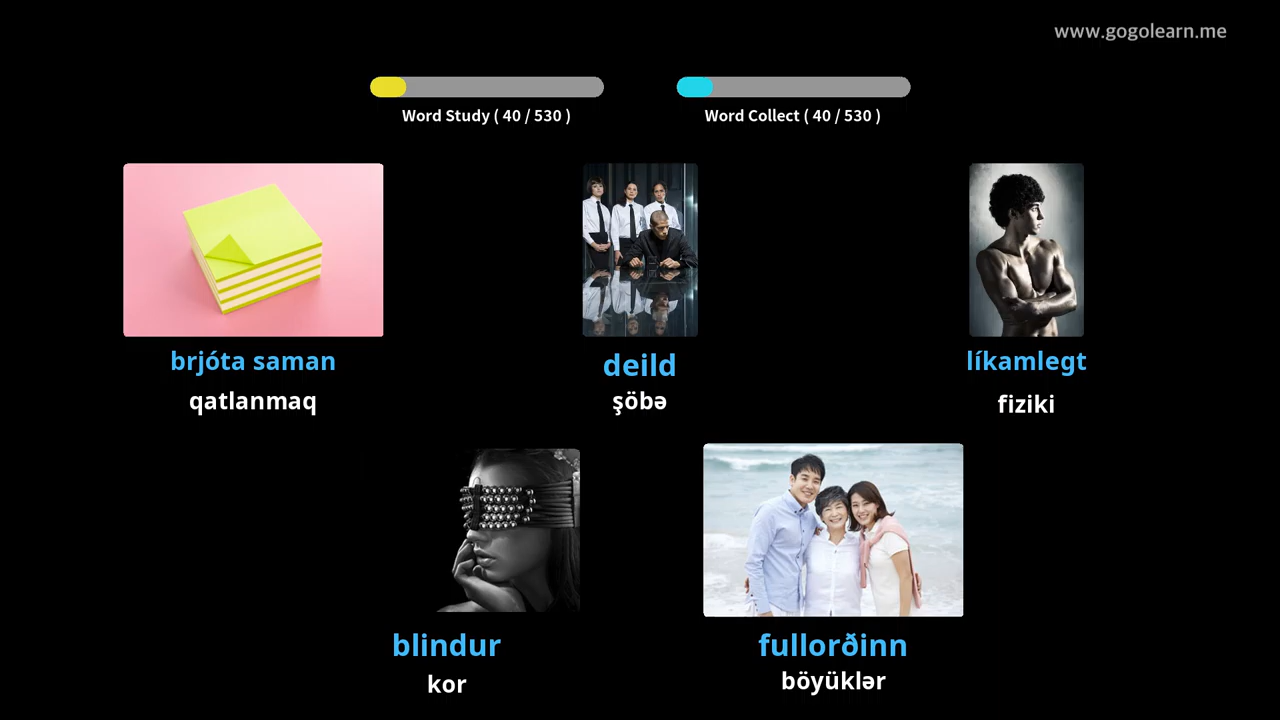 www.gogolearn.me
Word Study ( 40 / 530 )
Word Collect ( 40 / 530 )
brjóta saman
qatlanmaq
deild
şöbə
líkamlegt
fiziki
blindur
kor
fullorðinn
böyüklər